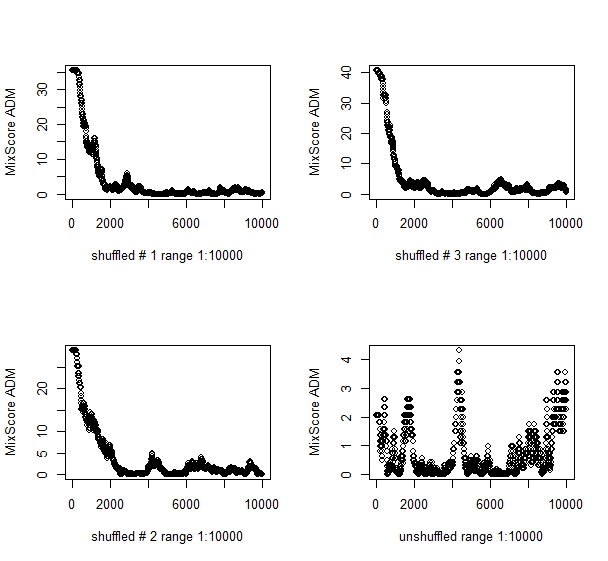 MixScore ADM
0 10 20 30
0 2000 6000 10000
shuffled # 1 range 1:10000
MixScore ADM
0 10 20 30 40
0 2000 6000 10000
shuffled # 3 range 1:10000
MixScore ADM
0 5 10 20
0 2000 6000 10000
shuffled # 2 range 1:10000
MixScore ADM
0 1 2 3 4
0 2000 6000 10000
unshuffled range 1:10000